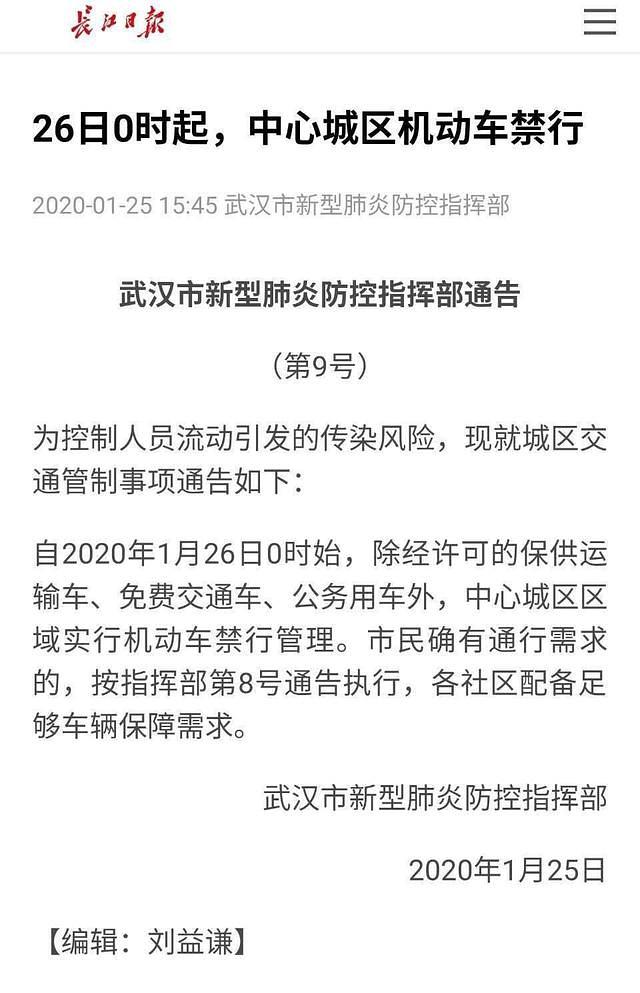 长江日报
26日0时起，中心城区机动车禁行
2020-01-25 15:45 武汉市新型肺炎防控指挥部
武汉市新型肺炎防控指挥部通告
（第9号）
为控制人员流动引发的传染风险，现就城区交
通管制事项通告如下：
自2020年1月26日0时始，除经许可的保供运
输车、免费交通车、公务用车外，中心城区区
域实行机动车禁行管理。市民确有通行需求
的，按指挥部第8号通告执行，各社区配备足
够车辆保障需求。
武汉市新型肺炎防控指挥部
2020年1月25日
【编辑：刘益谦】